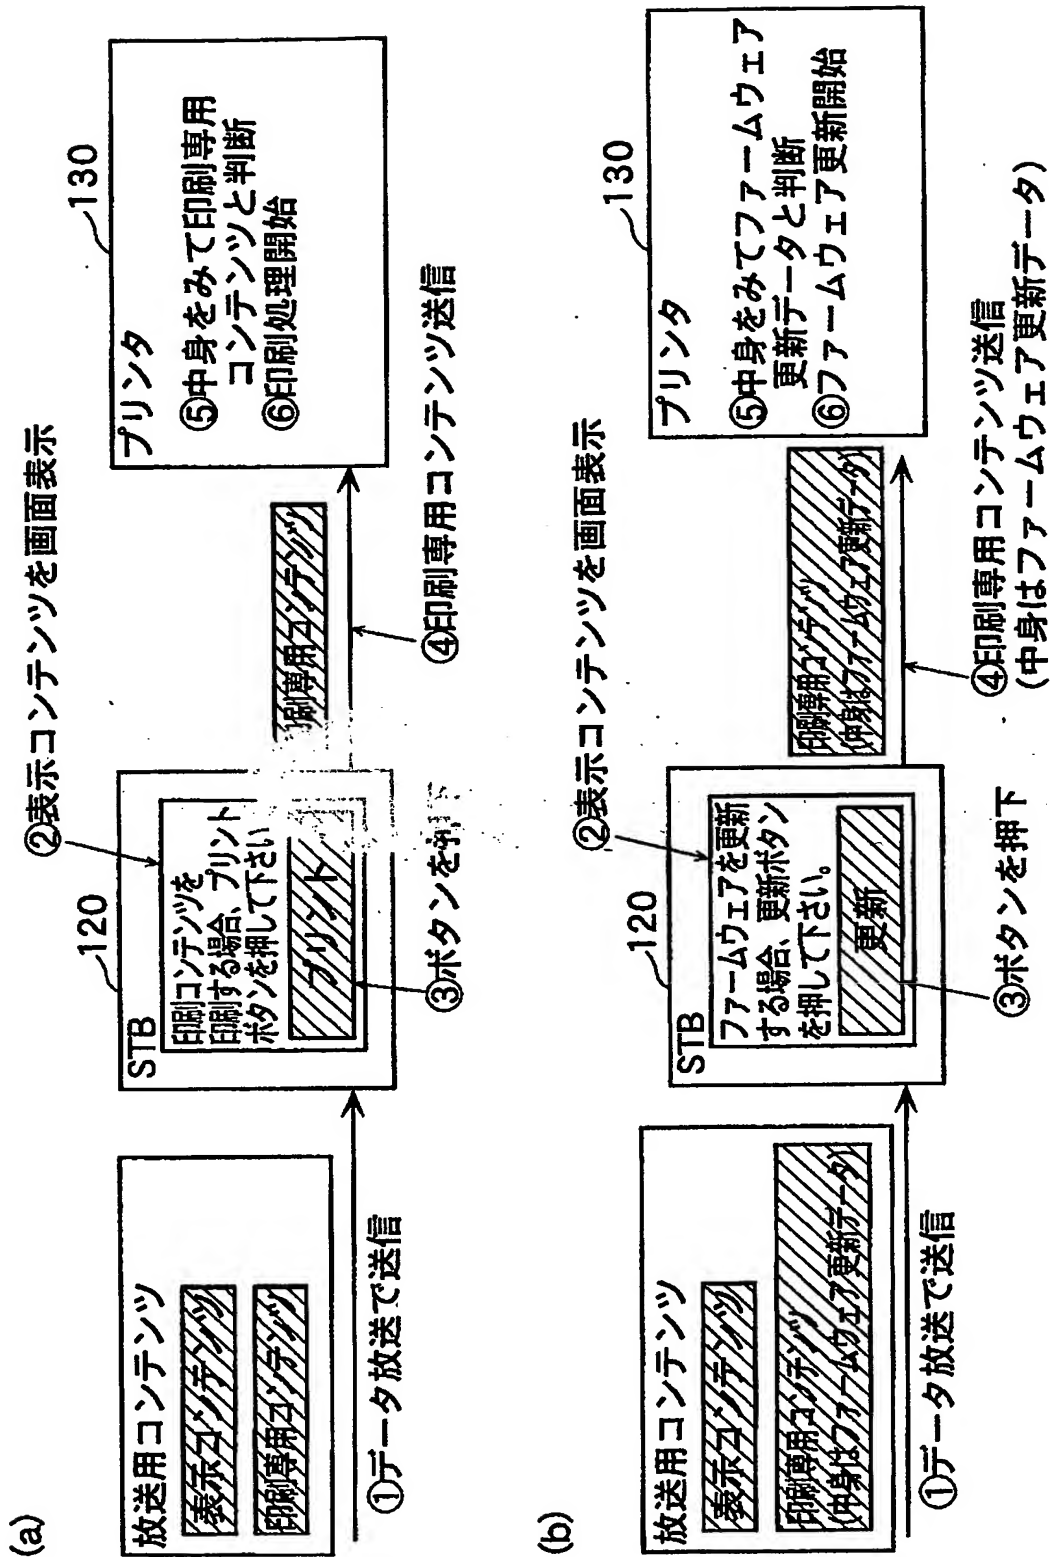 (a)
放送用コンテンツ
表示コンテンツ
印刷専用コンテンツ
①データ放送で送信
STB
120
②表示コンテンツを画面表示
印刷コンテンツを
印刷する場合、プリント
ボタンを押して下さい
プリント
③ボタンを押下
印刷専用コンテンツ
④印刷専用コンテンツ送信
プリンタ
130
⑤中身をみて印刷専用
コンテンツと判断
⑥印刷処理開始
(b)
放送用コンテンツ
表示コンテンツ
印刷専用コンテンツ
(中身はファームウェア更新データ)
①データ放送で送信
STB
120
②表示コンテンツを画面表示
ファームウェアを更新
する場合、更新ボタン
を押して下さい。
更新
③ボタンを押下
印刷専用コンテンツ
(中身はファームウェア更新データ)
④印刷専用コンテンツ送信
(中身はファームウェア更新データ)
プリンタ
130
⑤中身をみてファームウェア
更新データと判断
⑥ファームウェア更新開始